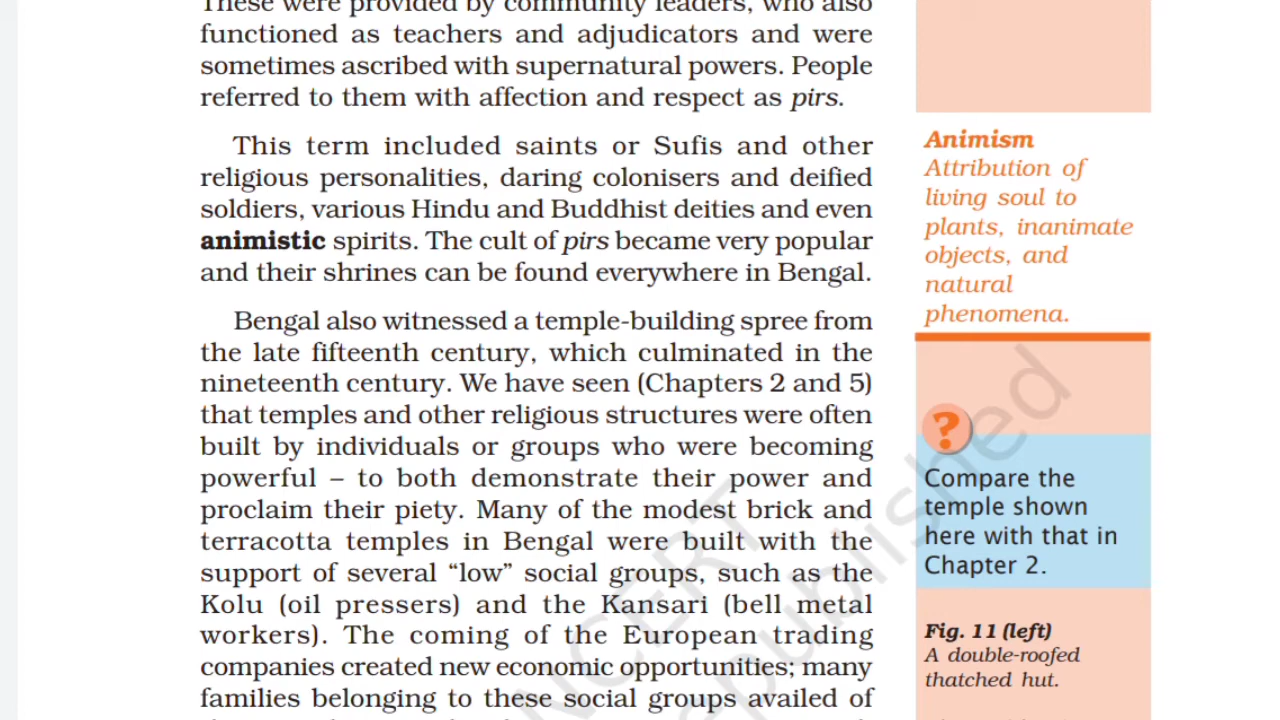 These were provided by community leaders, who also
functioned as teachers and adjudicators and were
sometimes ascribed with supernatural powers. People
referred to them with affection and respect as pirs.
This term included saints or Sufis and other
religious personalities, daring colonisers and deified
soldiers, various Hindu and Buddhist deities and even
animistic spirits. The cult of pirs became very popular
and their shrines can be found everywhere in Bengal.
Bengal also witnessed a temple-building spree from
the late fifteenth century, which culminated in the
nineteenth century. We have seen (Chapters 2 and 5)
that temples and other religious structures were often
built by individuals or groups who were becoming
powerful – to both demonstrate their power and
proclaim their piety. Many of the modest brick and
terracotta temples in Bengal were built with the
support of several “low” social groups, such as the
Kolu (oil pressers) and the Kansari (bell metal
workers). The coming of the European trading
companies created new economic opportunities; many
families belonging to these social groups availed of
Animism
Attribution of
living soul to
plants, inanimate
objects, and
natural
phenomena.
?
Compare the
temple shown
here with that in
Chapter 2.
Fig. 11 (left)
A double-roofed
thatched hut.
NCERT
republished